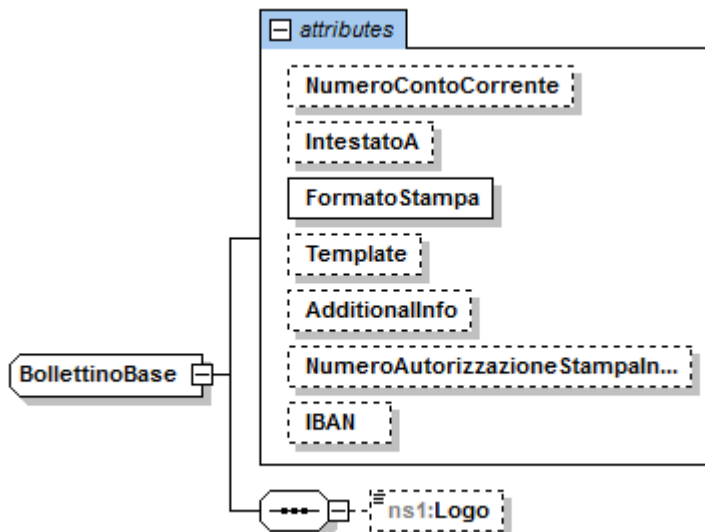 attributes
NumeroContoCorrente
IntestatoA
FormatoStampa
Template
AdditionalInfo
NumeroAutorizzazioneStampaIn...
IBAN
BollettinoBase
ns1:Logo